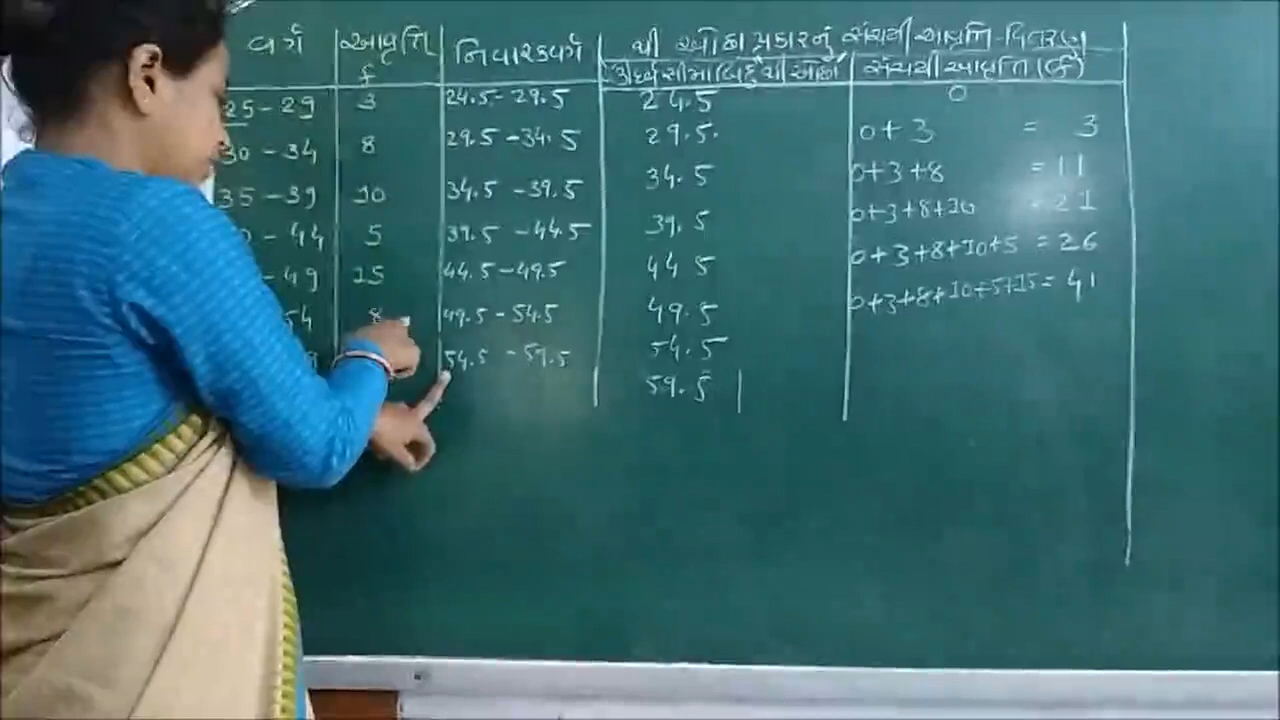 વર્ગ આવૃત્તિ f નિવારકવર્ગ થી ઓછા પ્રકારનું સંચયી આવૃત્તિ-વિતરણ
ઊર્ધ્વસીમાબિંદુથી ઓછા સંચયી આવૃત્તિ (cf)
25-29 3 24.5-29.5 24.5 0
30-34 8 29.5-34.5 29.5 0+3 = 3
35-39 10 34.5-39.5 34.5 0+3+8 = 11
- 44 5 39.5-44.5 39.5 0+3+8+10 = 21
- 49 15 44.5-49.5 44.5 0+3+8+10+5 = 26
54 8 49.5-54.5 49.5 0+3+8+10+5+15 = 41
54.5-59.5 54.5
59.5